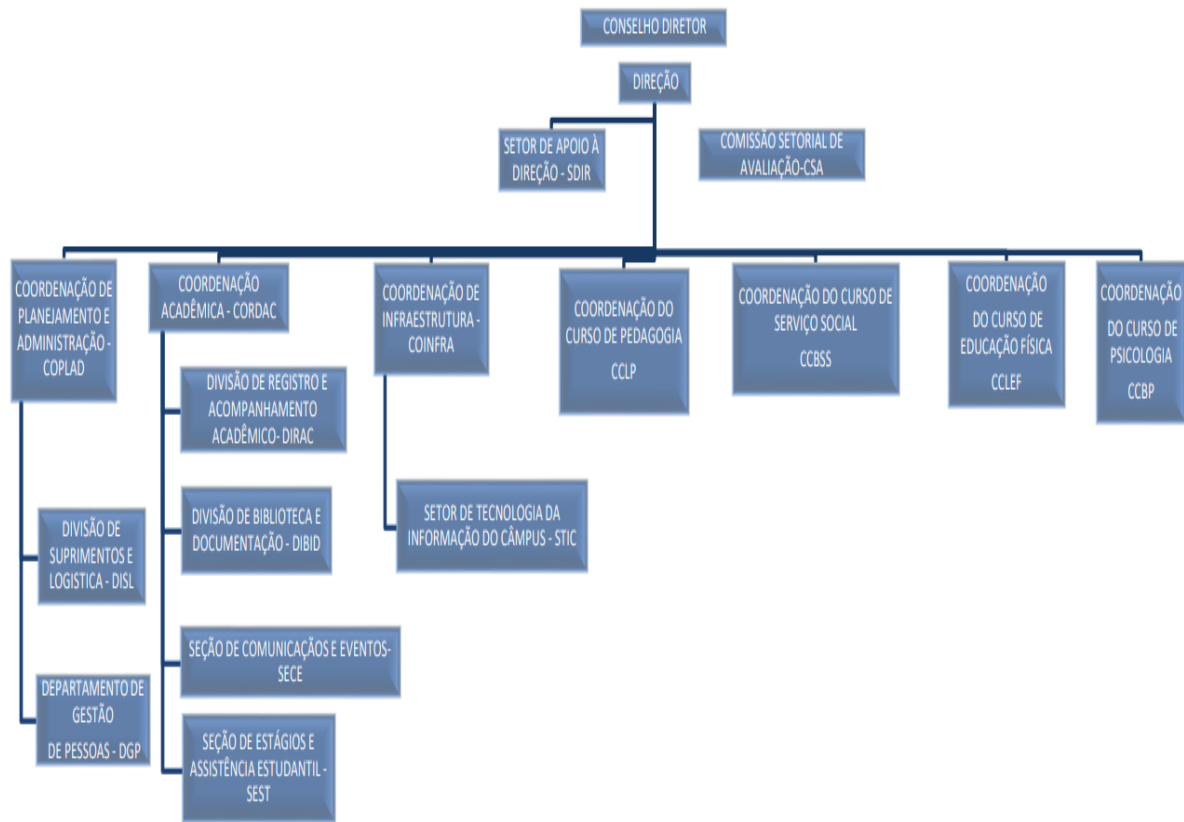 CONSELHO DIRETOR
DIREÇÃO
SETOR DE APOIO À
DIREÇÃO - SDIR
COMISSÃO SETORIAL DE
AVALIAÇÃO-CSA
COORDENAÇÃO DE
PLANEJAMENTO E
ADMINISTRAÇÃO -
COPLAD
COORDENAÇÃO
ACADÊMICA - CORDAC
COORDENAÇÃO DE
INFRAESTRUTURA -
COINFRA
COORDENAÇÃO DO
CURSO DE PEDAGOGIA
CCLP
COORDENAÇÃO DO CURSO DE
SERVIÇO SOCIAL
CCBSS
COORDENAÇÃO
DO CURSO DE
EDUCAÇÃO FÍSICA
CCLEF
COORDENAÇÃO
DO CURSO DE
PSICOLOGIA
CCBP
DIVISÃO DE REGISTRO E
ACOMPANHAMENTO
ACADÊMICO- DIRAC
DIVISÃO DE BIBLIOTECA E
DOCUMENTAÇÃO - DIBID
SETOR DE TECNOLOGIA DA
INFORMAÇÃO DO CÂMPUS - STIC
DIVISÃO DE
SUPRIMENTOS E
LOGISTICA - DISL
SEÇÃO DE COMUNICAÇÃOS E EVENTOS-
SECE
DEPARTAMENTO DE
GESTÃO
DE PESSOAS - DGP
SEÇÃO DE ESTÁGIOS E
ASSISTÊNCIA ESTUDANTIL -
SEST